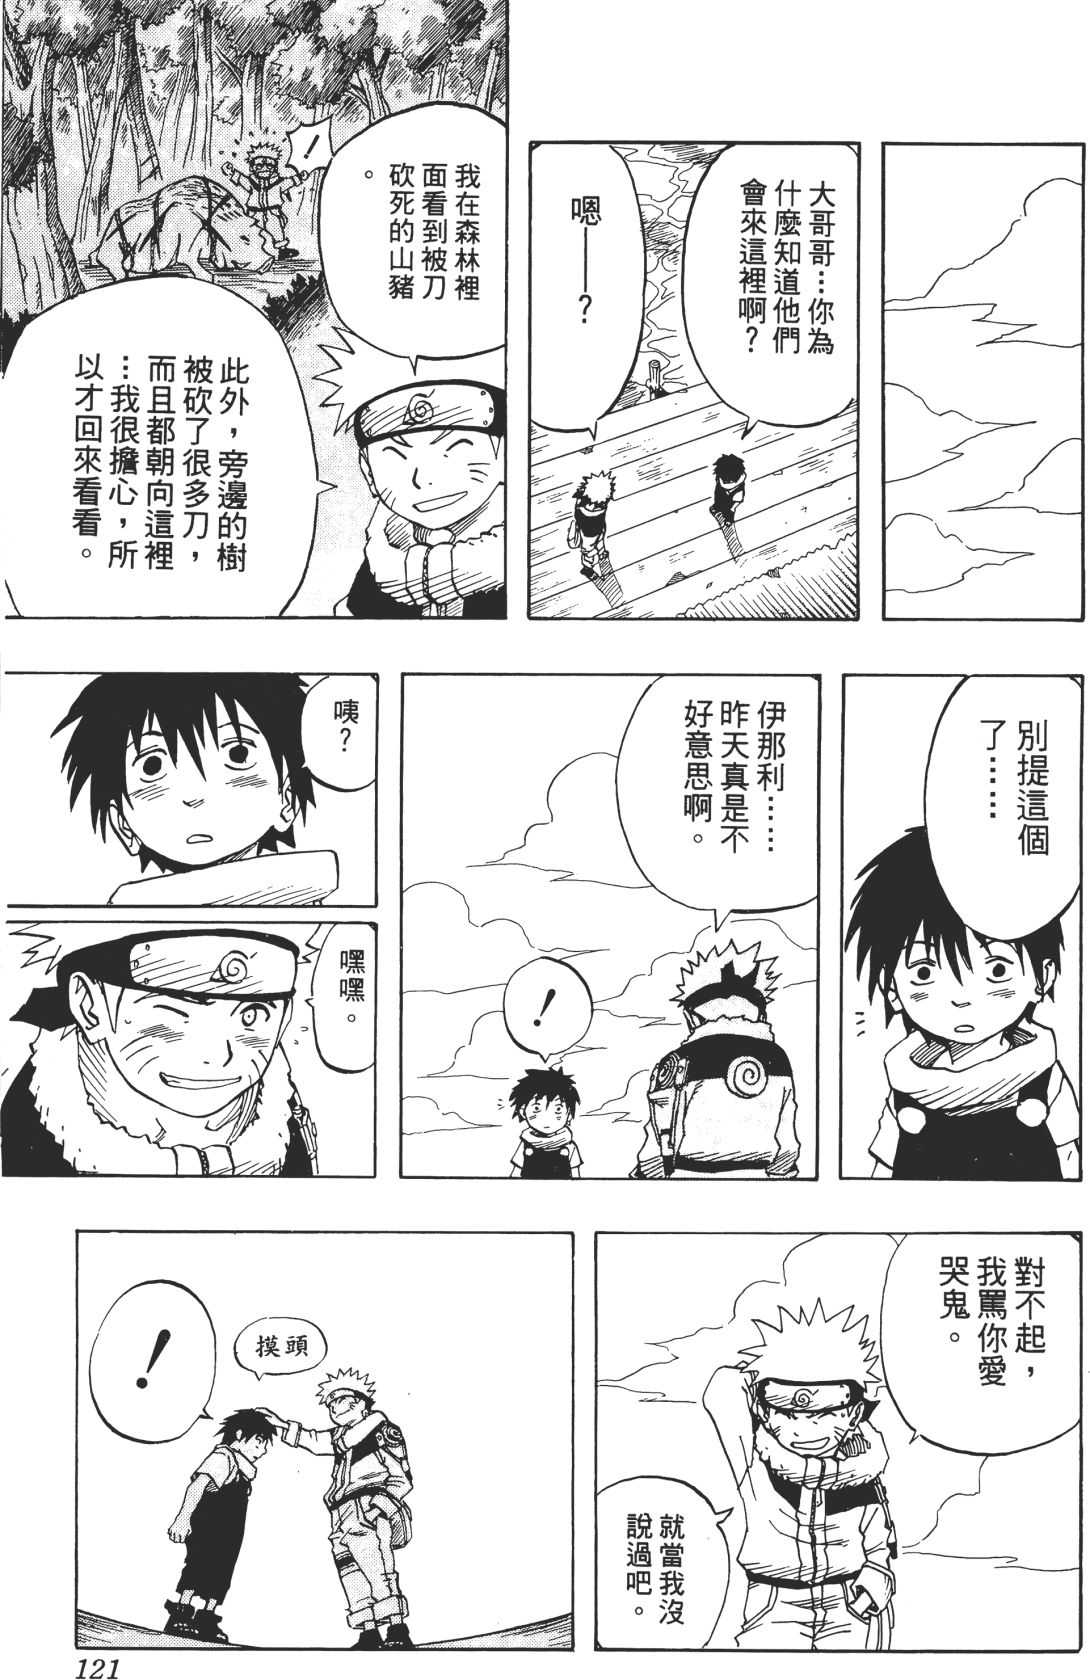 大哥哥…你為
什麼知道他們
會來這裡啊?
嗯——?
我在森林裡
面看到被刀
砍死的山豬
。
!
此外，旁邊的樹
被砍了很多刀，
而且都朝向這裡
…我很擔心，所
以才回來看看。
別提這個
了……
伊那利……
昨天真是不
好意思啊。
!
咦?
嘿嘿。
對不起，
我罵你愛
哭鬼。
就當我沒
說過吧。
摸頭
!
121